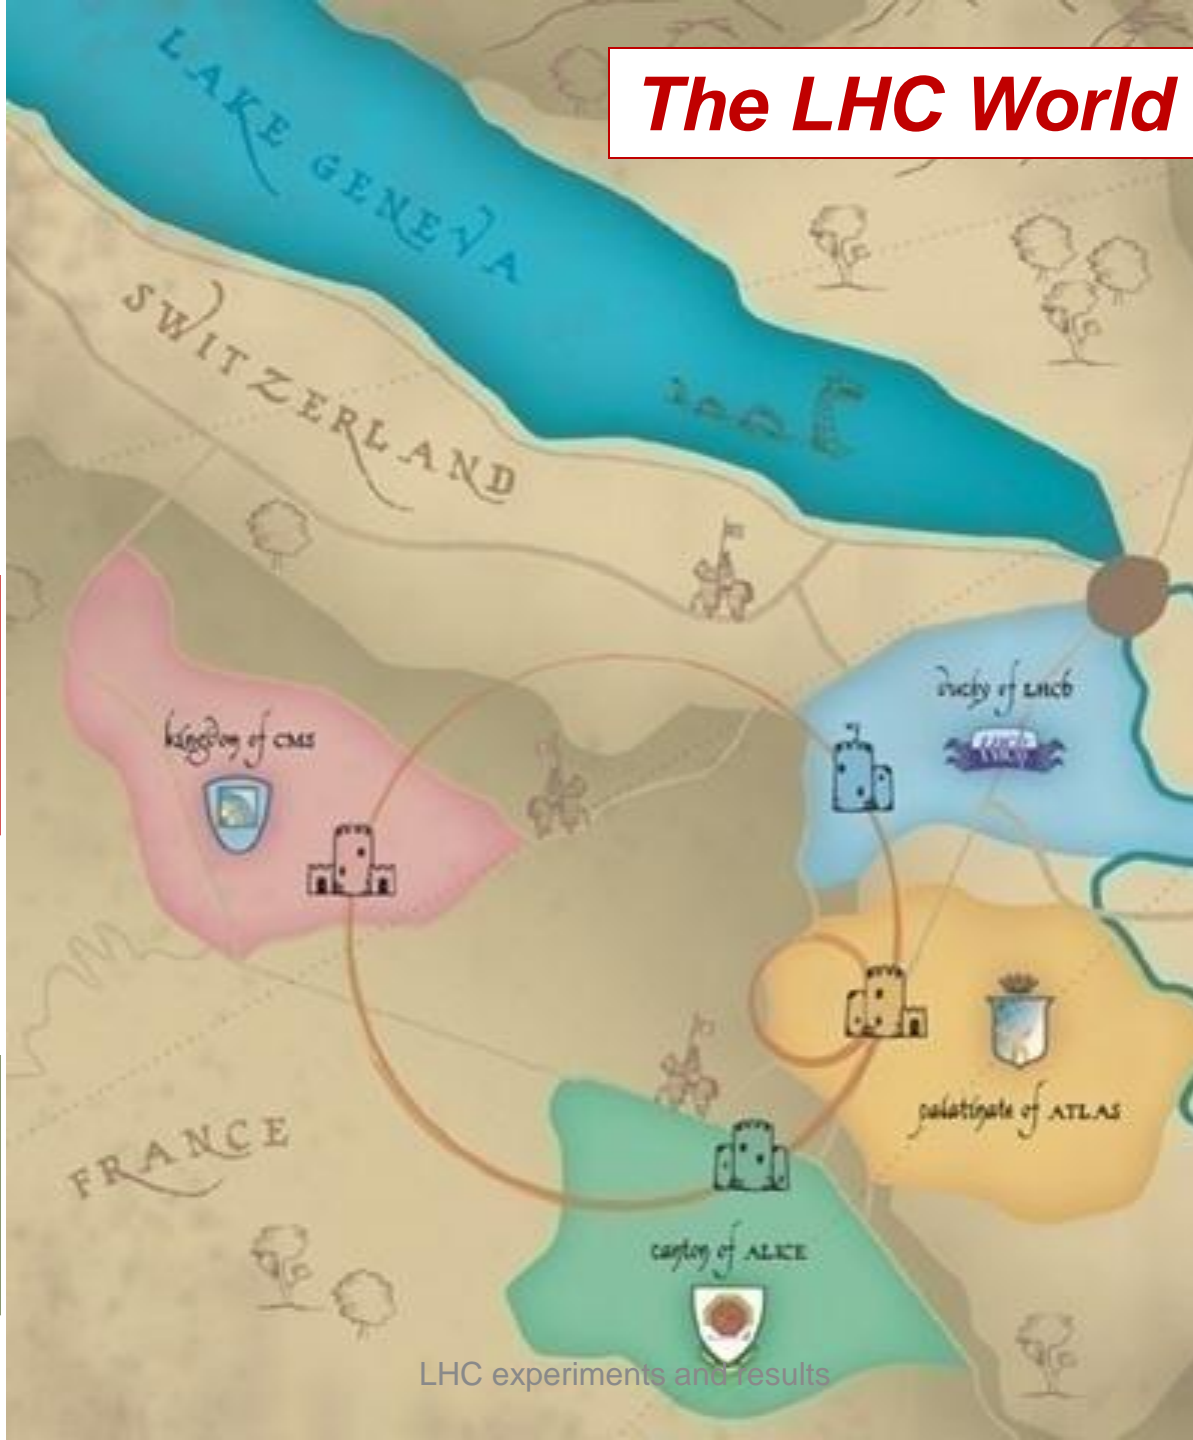 The LHC World
LAKE GENEVA
SWITZERLAND
duchy of LHCb
kingdom of CMS
palatinate of ATLAS
FRANCE
canton of ALICE
LHC experiments and results